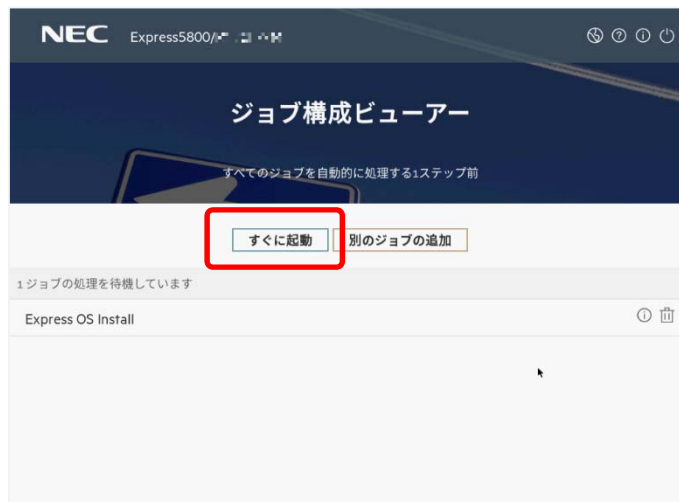 NEC Express5800/
ジョブ構成ビューアー
すべてのジョブを自動的に処理する1ステップ前
すぐに起動 別のジョブの追加
1ジョブの処理を待機しています
Express OS Install